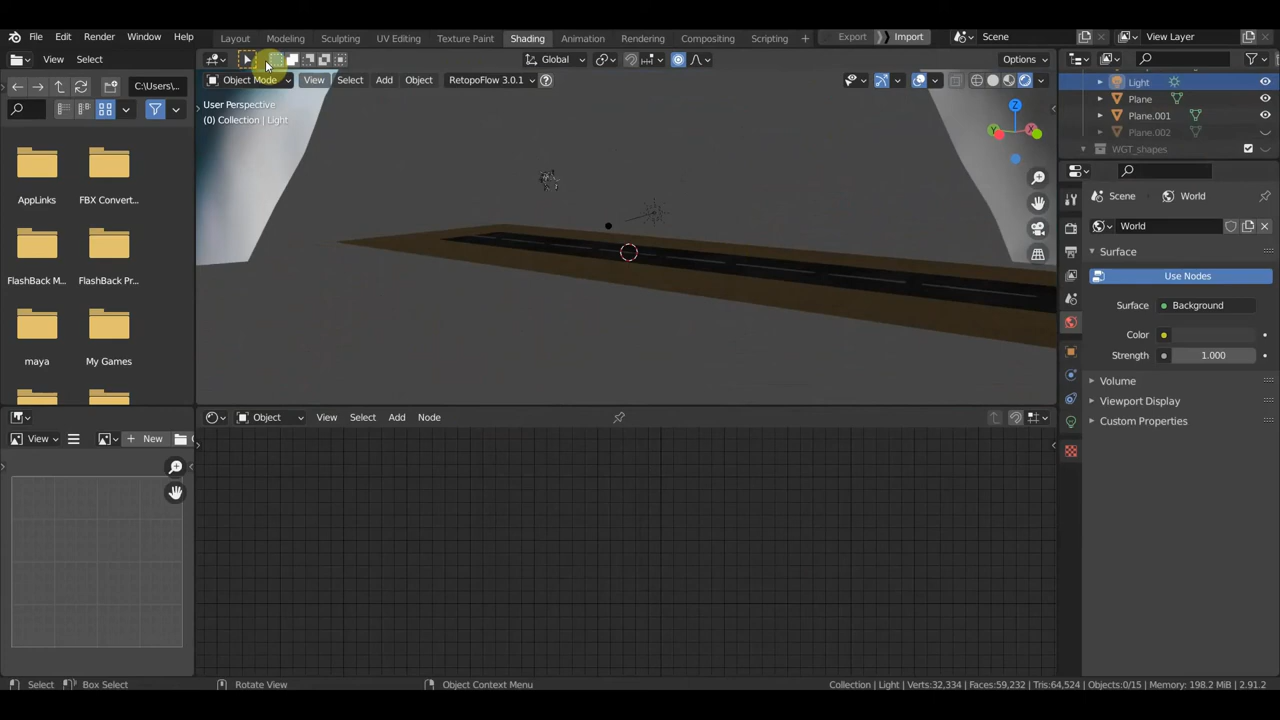 File Edit Render Window Help Layout Modeling Sculpting UV Editing Texture Paint Shading Animation Rendering Compositing Scripting + Export Import Scene View Layer
View Select Global Options
C:\Users\... Object Mode View Select Add Object RetopoFlow 3.0.1 Light
User Perspective Plane
(0) Collection | Light Plane.001
Plane.002
WGT_shapes
AppLinks FBX Convert...
Scene World
World
Surface
FlashBack M... FlashBack Pr...
Use Nodes
Surface Background
Color
maya My Games Strength 1.000
Volume
Viewport Display
Object View Select Add Node Custom Properties
View New
Z
Y X
Select Box Select Rotate View Object Context Menu Collection | Light | Verts:32,334 | Faces:59,232 | Tris:64,524 | Objects:0/15 | Memory: 198.2 MiB | 2.91.2